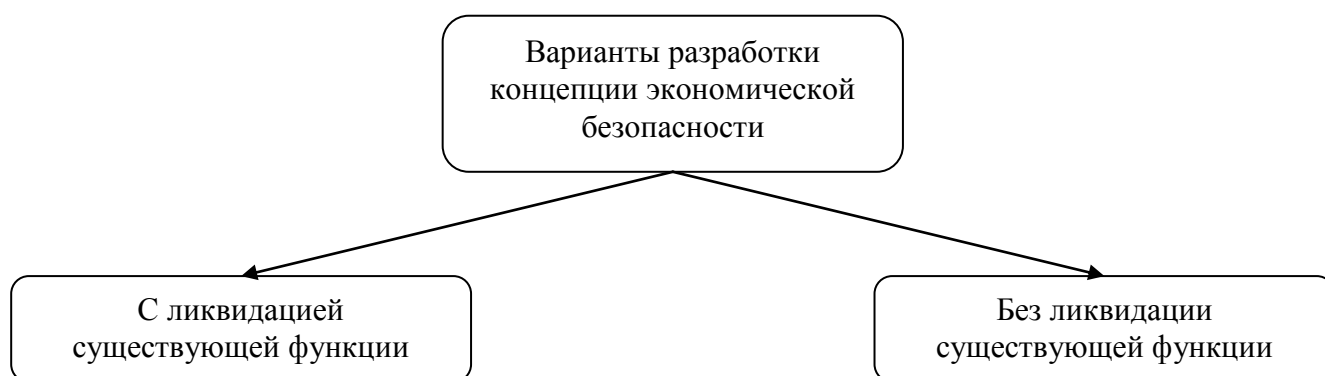 Варианты разработки
концепции экономической
безопасности
С ликвидацией
существующей функции
Без ликвидации
существующей функции